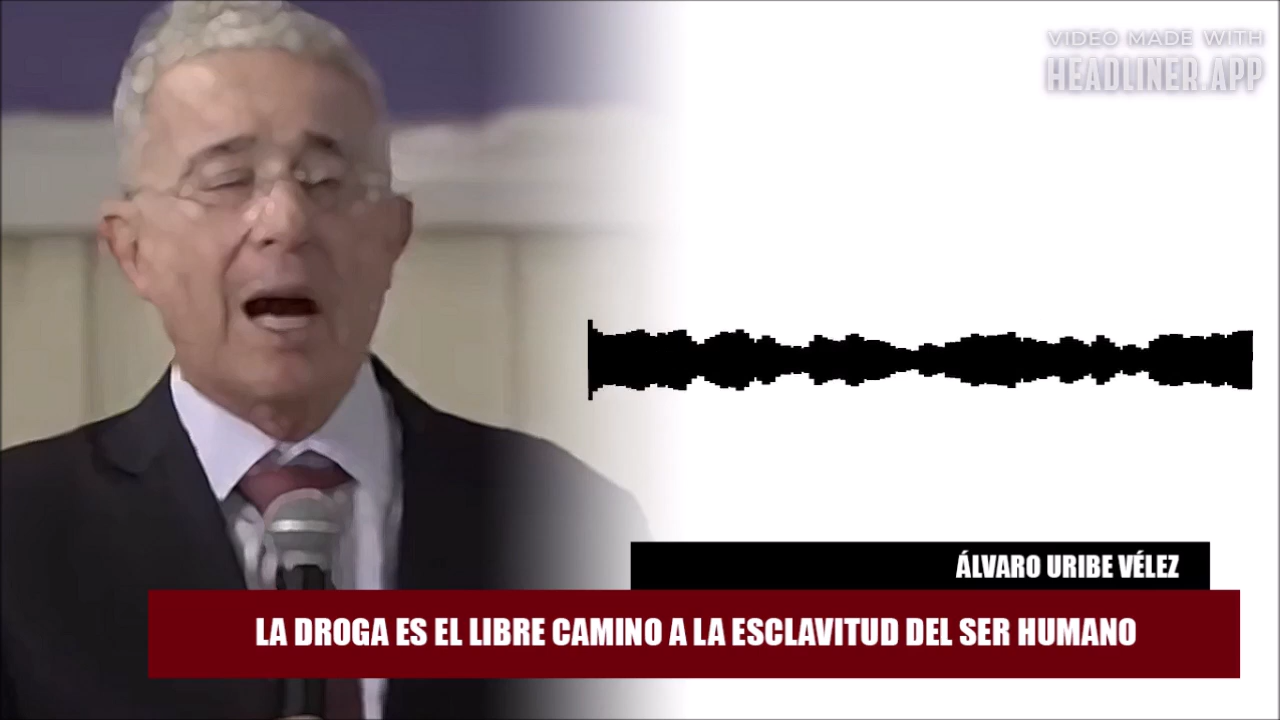 VIDEO MADE WITH
HEADLINER.APP
ÁLVARO URIBE VÉLEZ
LA DROGA ES EL LIBRE CAMINO A LA ESCLAVITUD DEL SER HUMANO